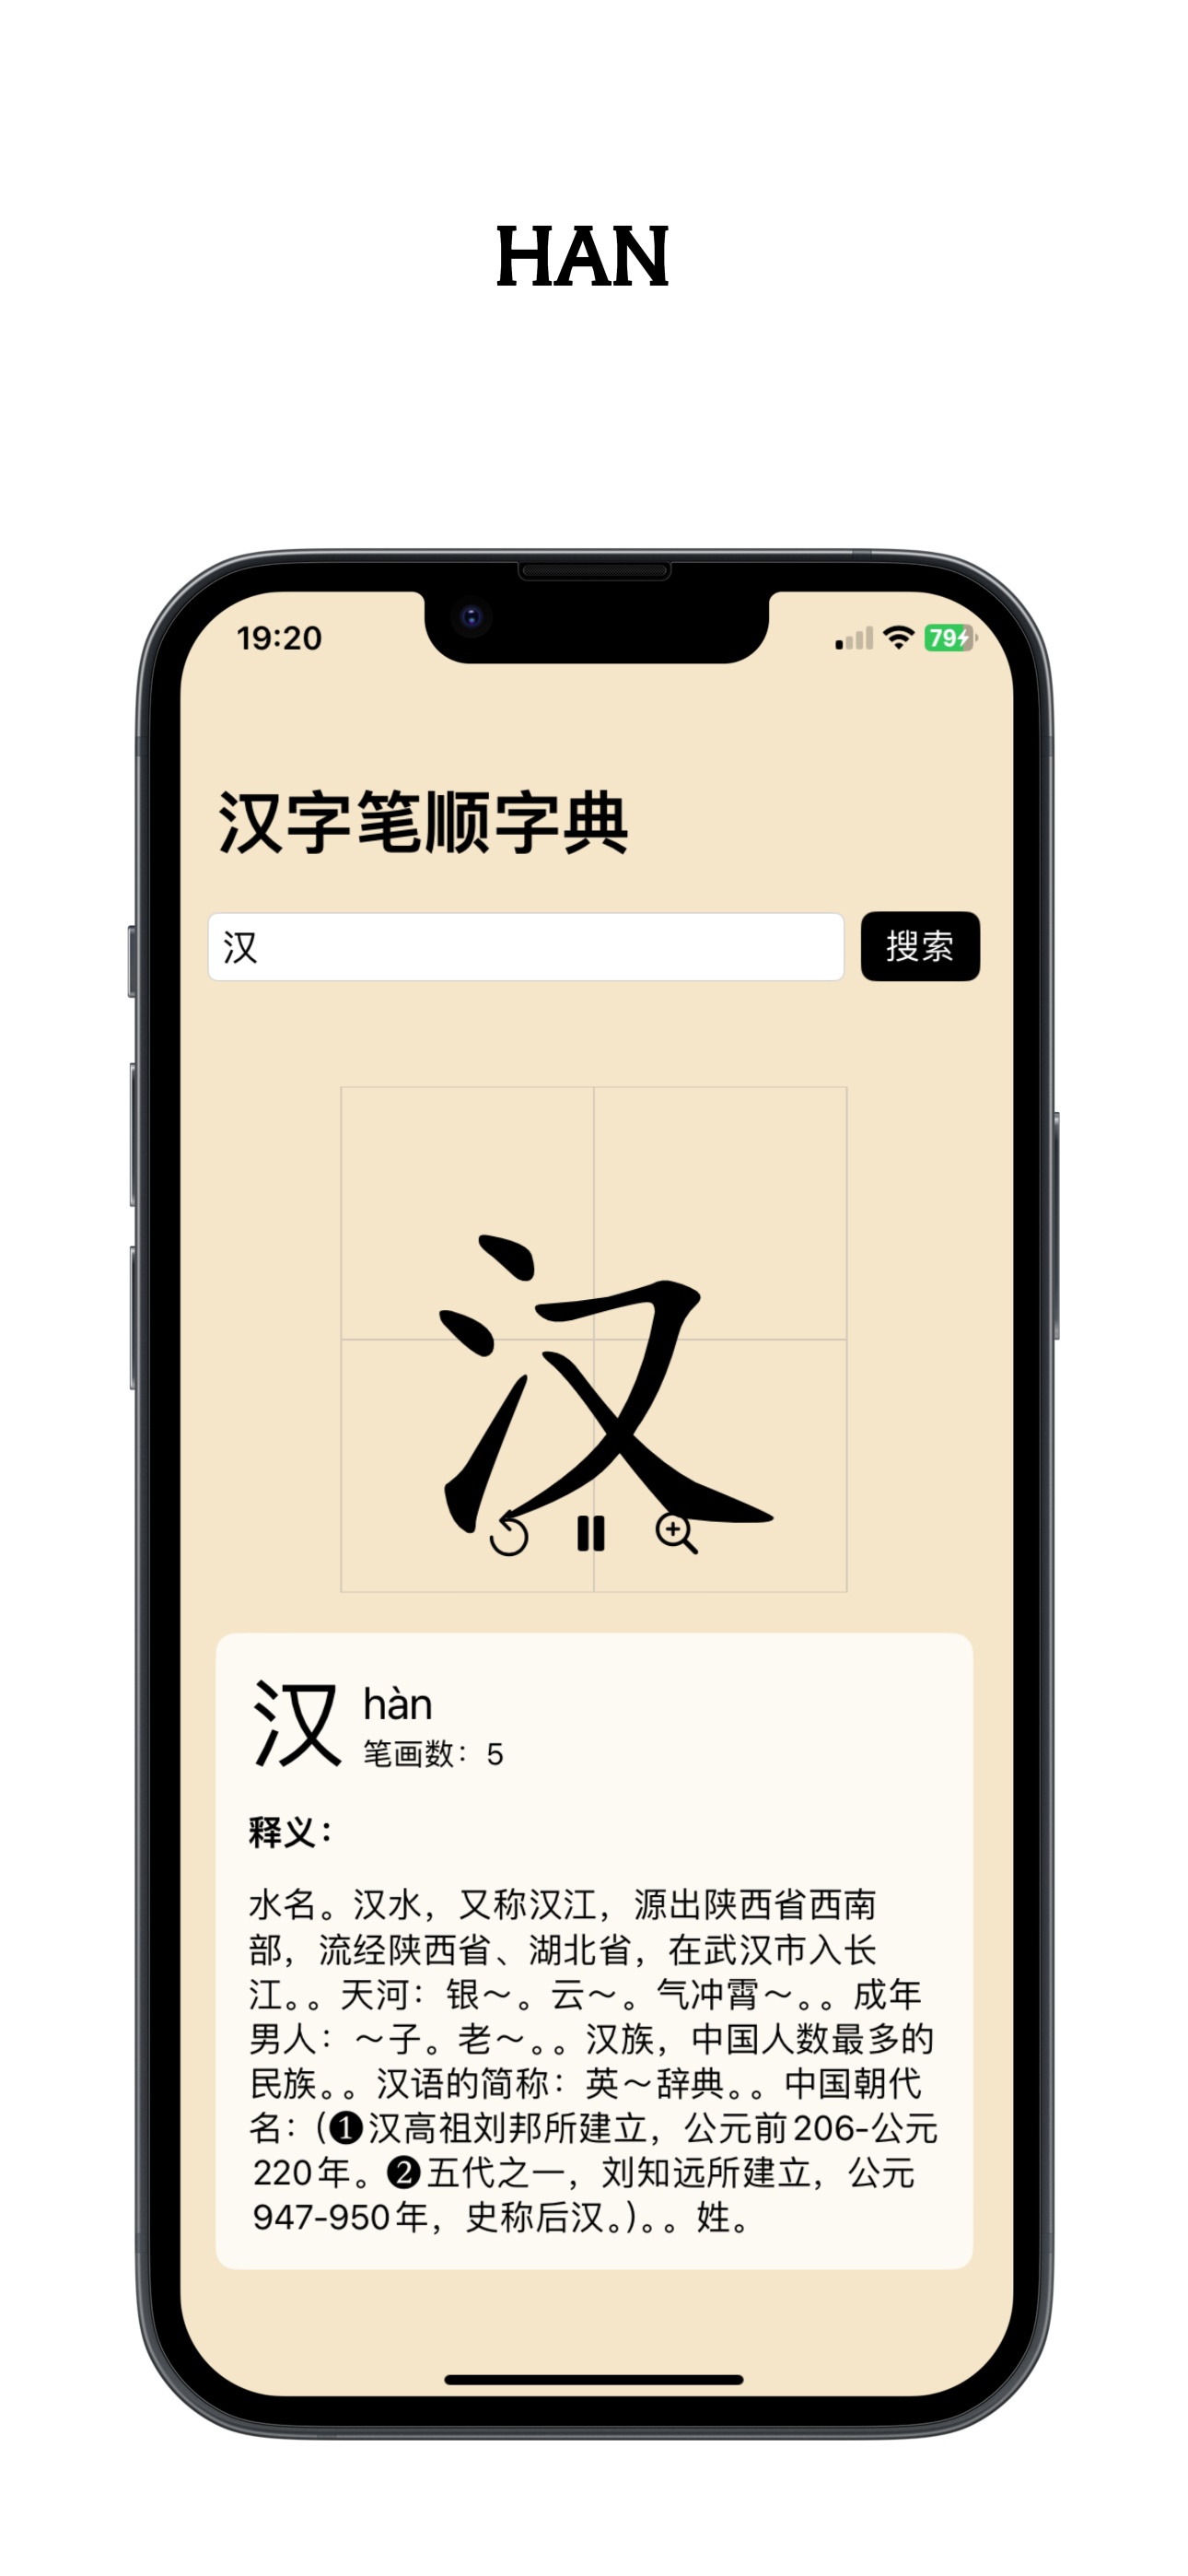 HAN
19:20
79
汉字笔顺字典
汉
搜索
汉
汉
hàn
笔画数：5
释义：
水名。汉水，又称汉江，源出陕西省西南
部，流经陕西省、湖北省，在武汉市入长
江。。天河：银～。云～。气冲霄～。。成年
男人：～子。老～。。汉族，中国人数最多的
民族。。汉语的简称：英～辞典。。中国朝代
名：(❶汉高祖刘邦所建立，公元前206-公元
220年。❷五代之一，刘知远所建立，公元
947-950年，史称后汉。)。。姓。